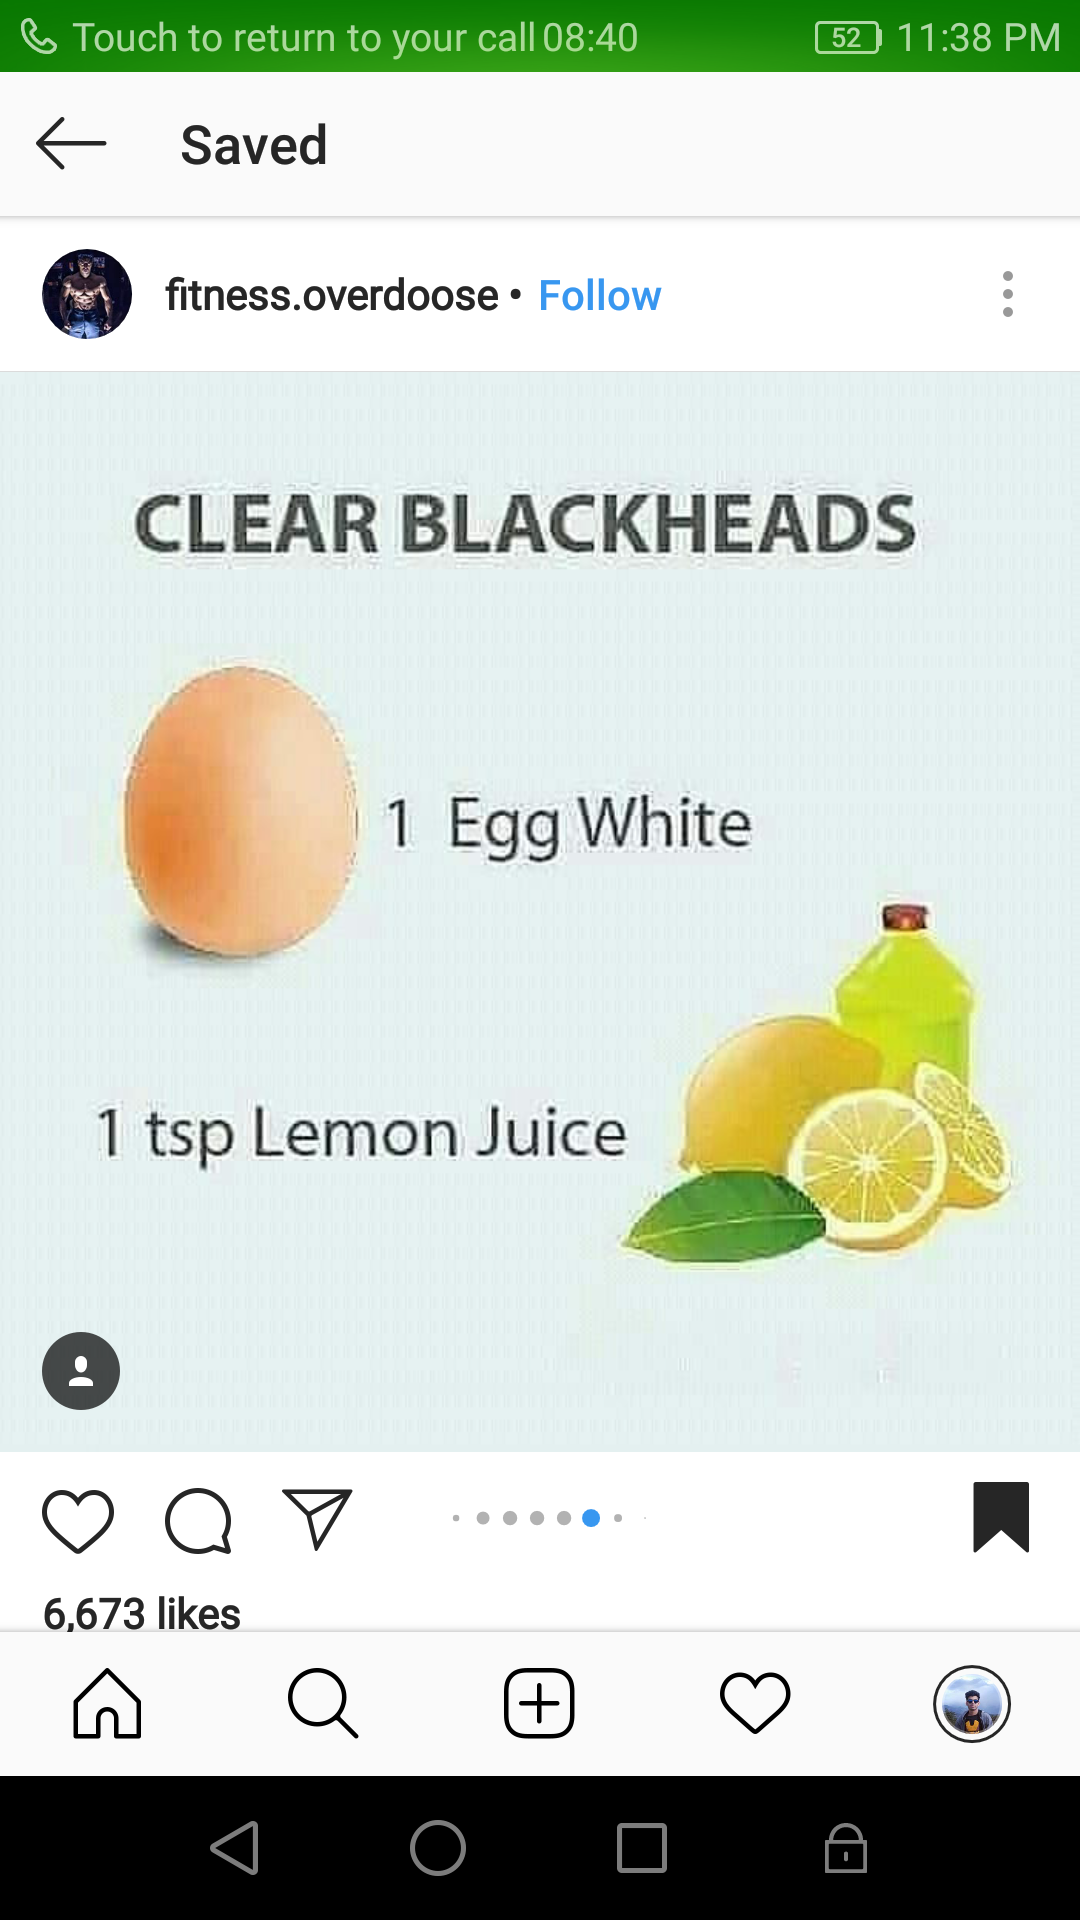 Touch to return to your call 08:40 52 11:38 PM
Saved
fitness.overdoose • Follow
CLEAR BLACKHEADS
1 Egg White
1 tsp Lemon Juice
6,673 likes